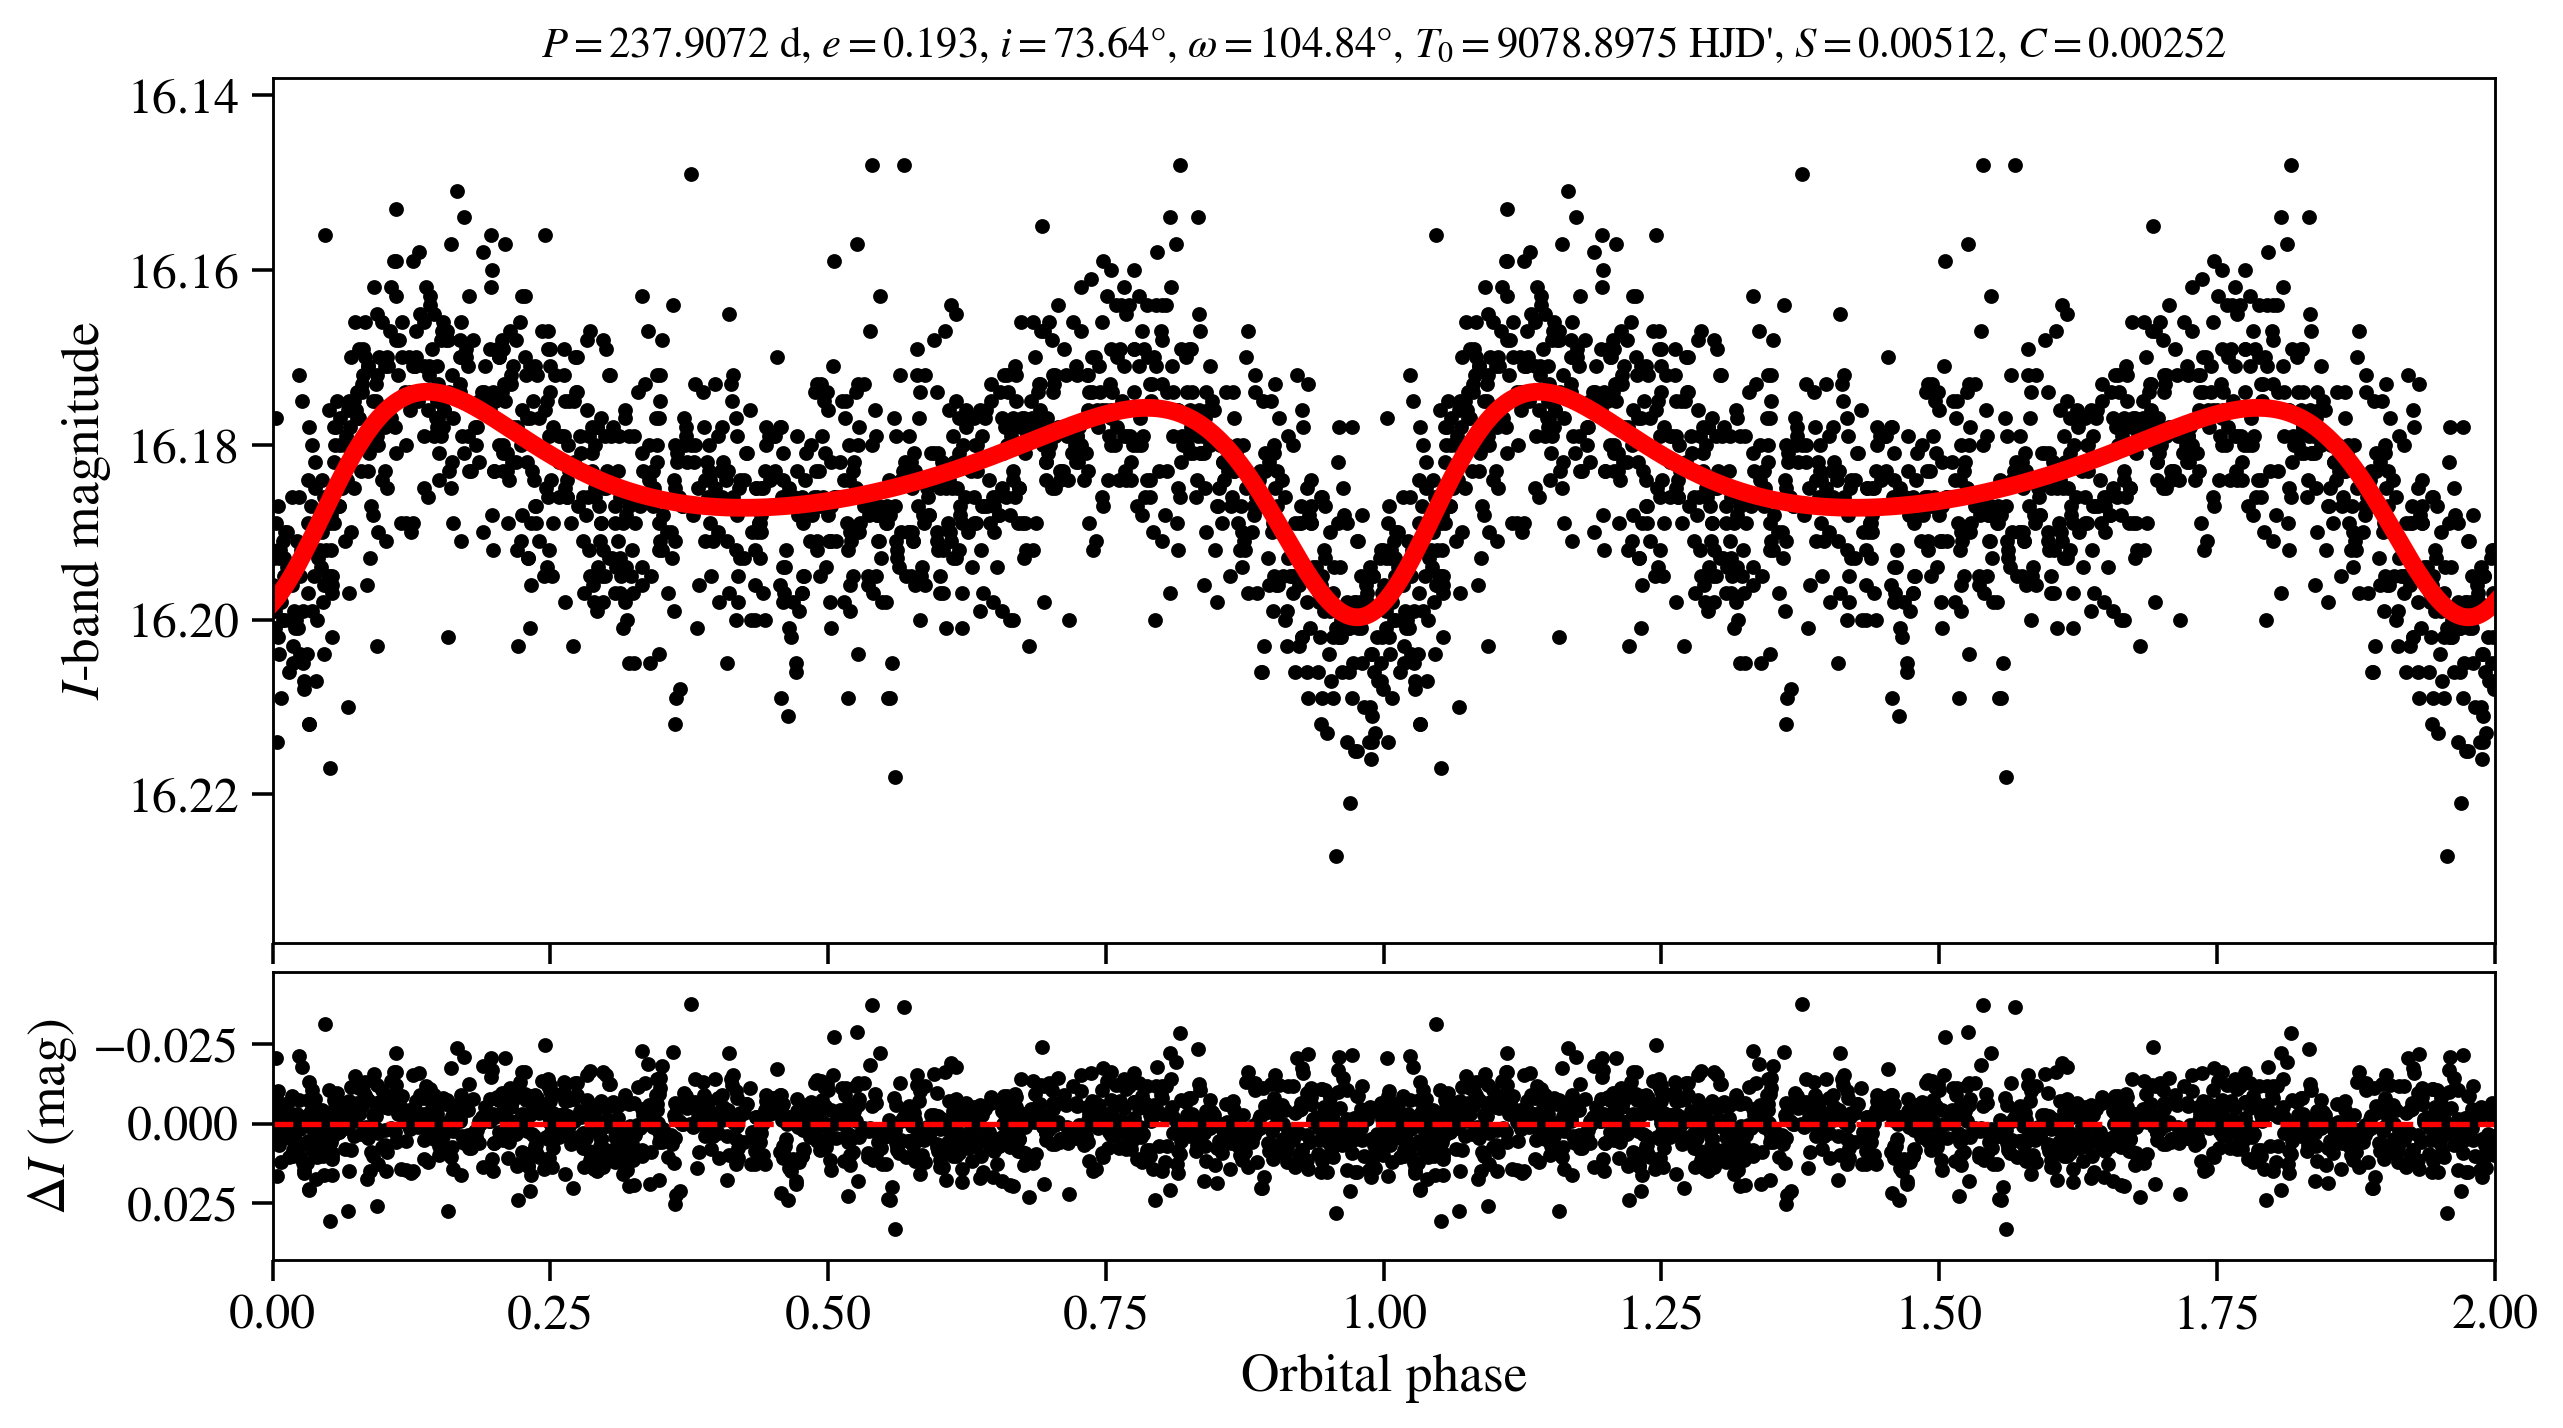 P = 237.9072 d, e = 0.193, i = 73.64°, ω = 104.84°, T₀ = 9078.8975 HJD', S = 0.00512, C = 0.00252
16.14
16.16
16.18
16.20
16.22
I-band magnitude
−0.025
0.000
0.025
ΔI (mag)
0.00 0.25 0.50 0.75 1.00 1.25 1.50 1.75 2.00
Orbital phase